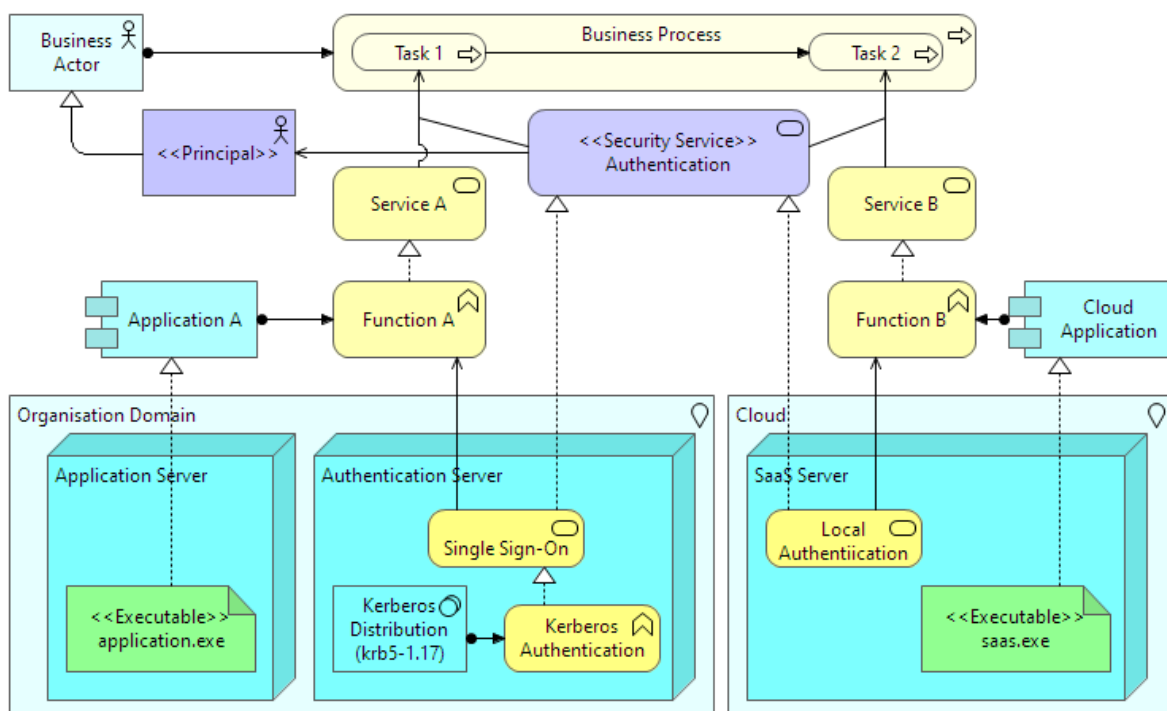 Business
Actor
Business Process
Task 1
Task 2
<<Principal>>
<<Security Service>>
Authentication
Service A
Service B
Application A
Function A
Function B
Cloud
Application
Organisation Domain
Cloud
Application Server
Authentication Server
SaaS Server
Single Sign-On
Local
Authentiication
<<Executable>>
application.exe
Kerberos
Distribution
(krb5-1.17)
Kerberos
Authentication
<<Executable>>
saas.exe